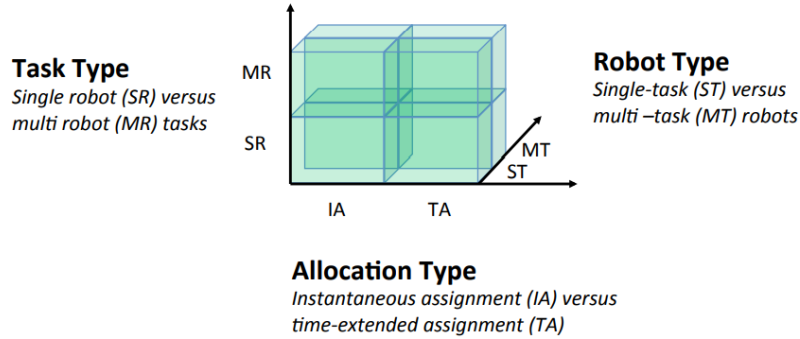 Task Type
Single robot (SR) versus
multi robot (MR) tasks
MR
SR
IA
TA
ST
MT
Robot Type
Single-task (ST) versus
multi –task (MT) robots
Allocation Type
Instantaneous assignment (IA) versus
time-extended assignment (TA)